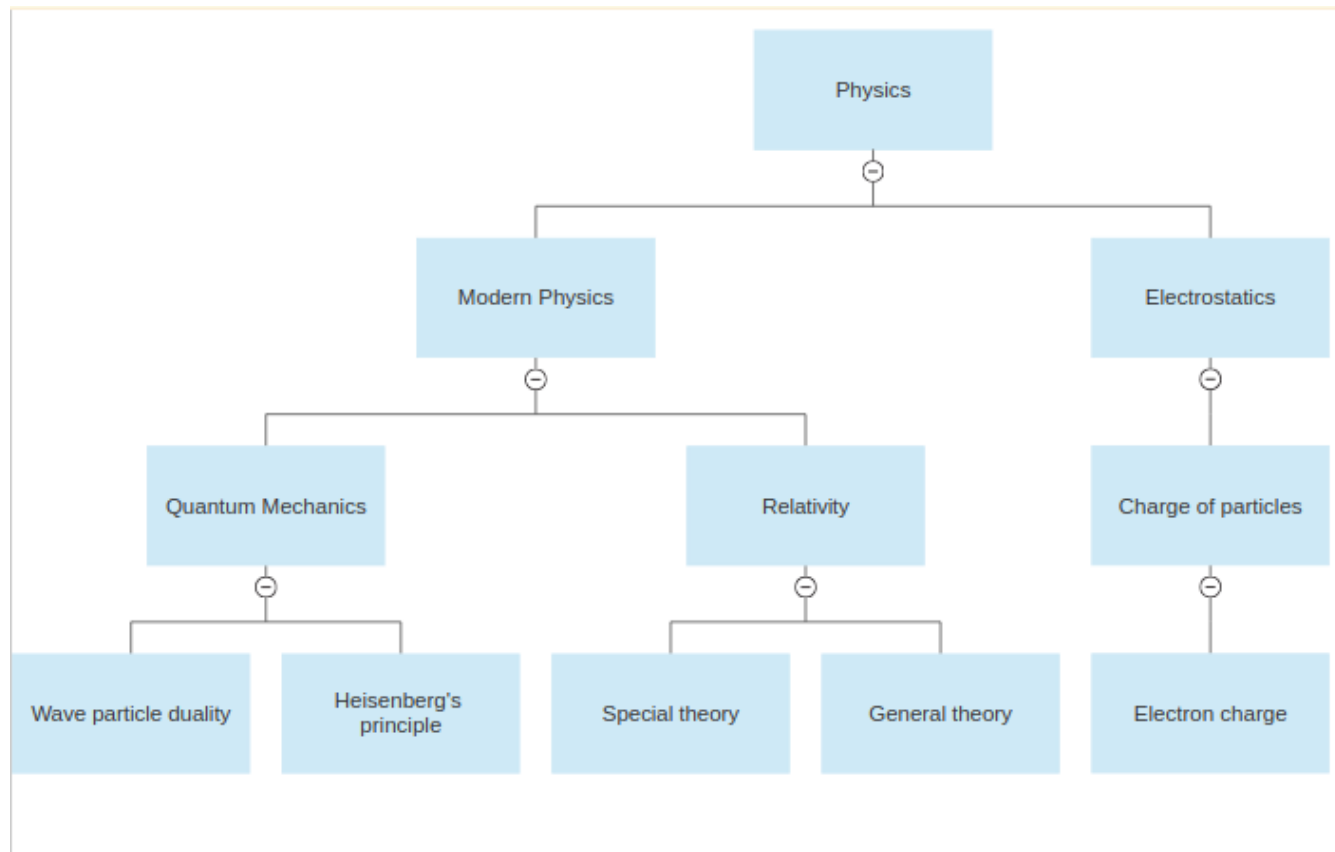 Physics
Modern Physics
Electrostatics
Quantum Mechanics
Relativity
Charge of particles
Wave particle duality
Heisenberg's
principle
Special theory
General theory
Electron charge